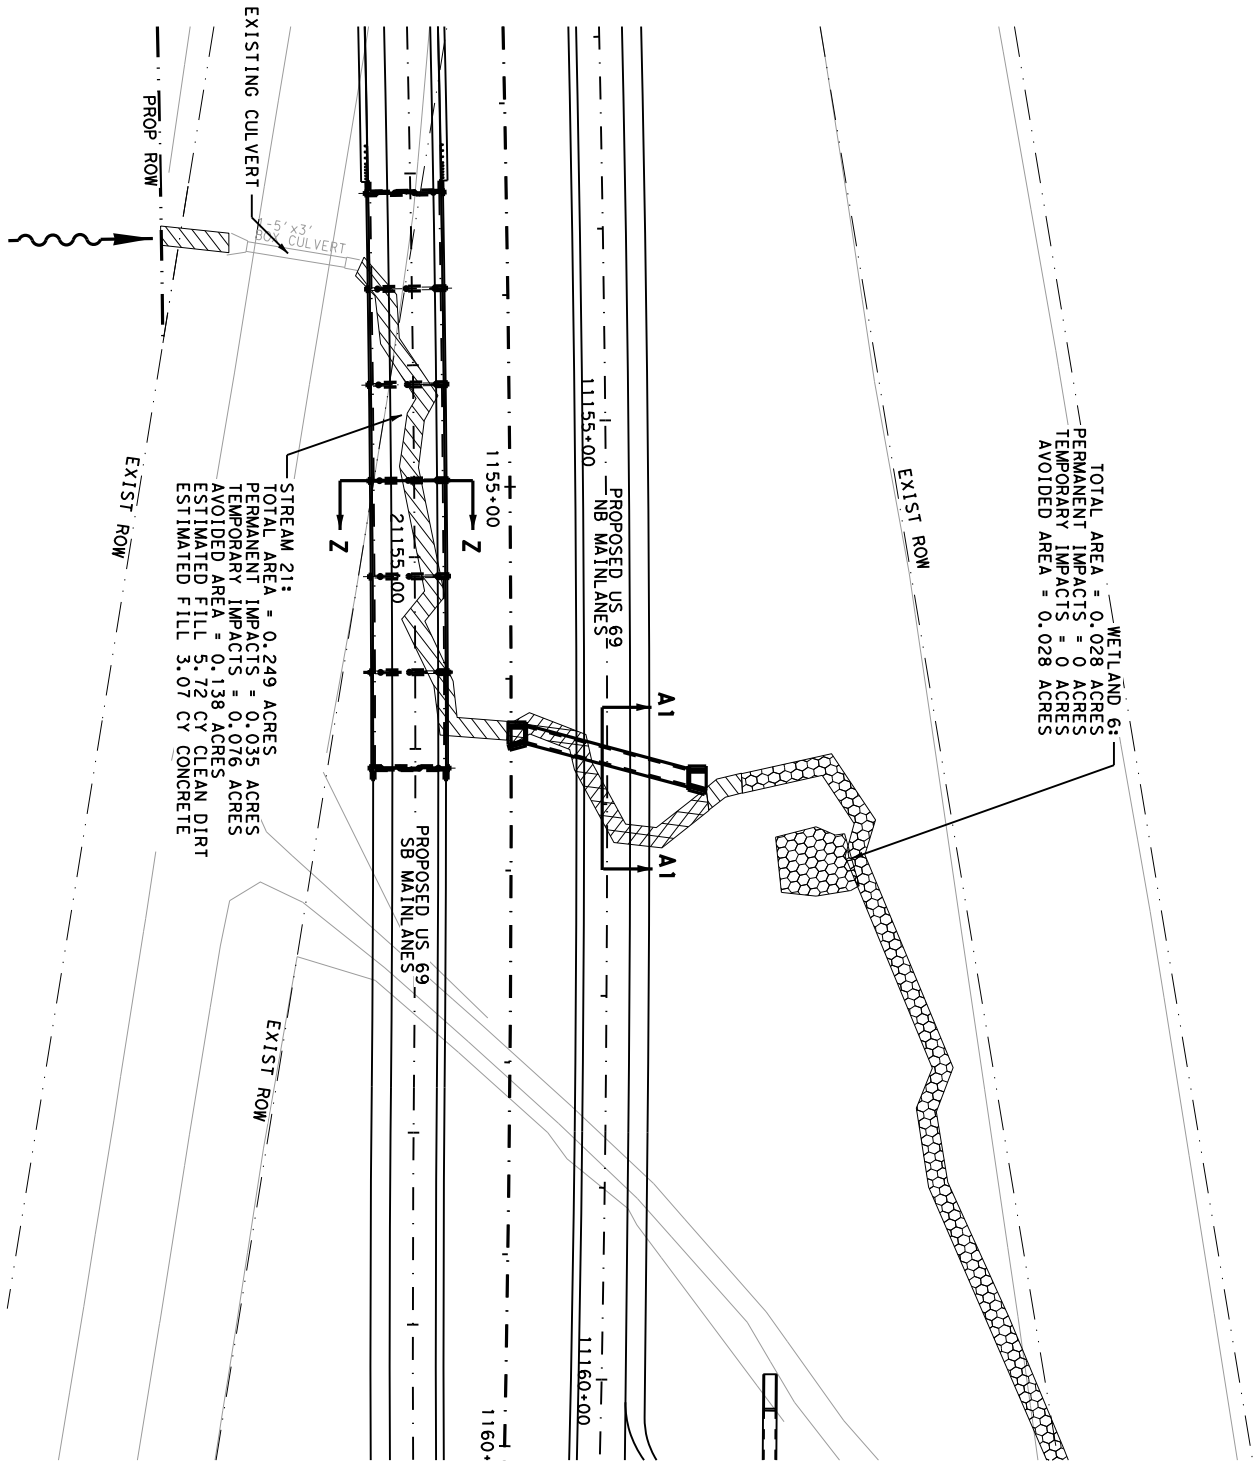 EXISTING CULVERT
PROP ROW
-5'x3'
BOX CULVERT
EXIST ROW
STREAM 21:
TOTAL AREA = 0.249 ACRES
PERMANENT IMPACTS = 0.035 ACRES
TEMPORARY IMPACTS = 0.076 ACRES
AVOIDED AREA = 0.138 ACRES
ESTIMATED FILL 5.72 CY CLEAN DIRT
ESTIMATED FILL 3.07 CY CONCRETE
Z
Z
21155+00
1155+00
11155+00
PROPOSED US 69
NB MAINLANES
A1
A1
EXIST ROW
WETLAND 6:
TOTAL AREA = 0.028 ACRES
PERMANENT IMPACTS = 0 ACRES
TEMPORARY IMPACTS = 0 ACRES
AVOIDED AREA = 0.028 ACRES
PROPOSED US 69
SB MAINLANES
EXIST ROW
11160+00
1160+